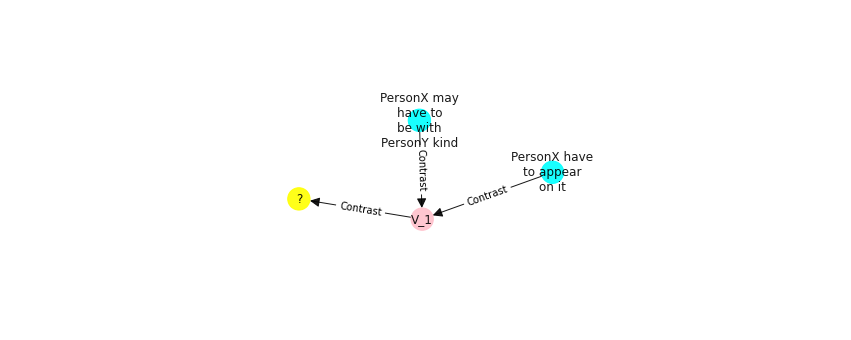 PersonX may
have to
be with
PersonY kind
Contrast
PersonX have
to appear
on it
Contrast
?
Contrast
V_1